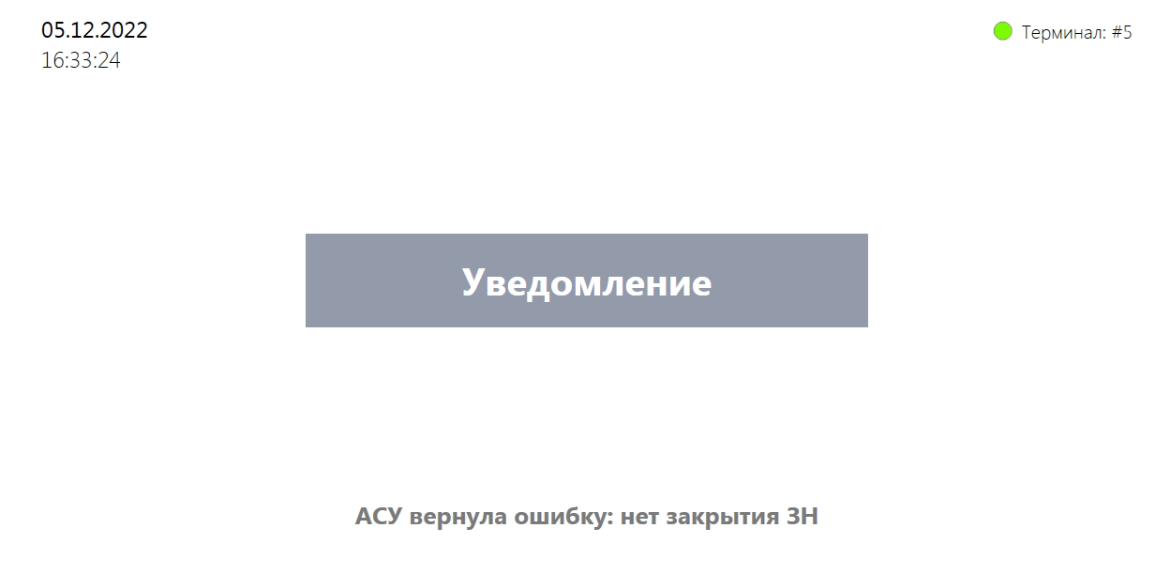 05.12.2022
16:33:24
Терминал: #5
Уведомление
АСУ вернула ошибку: нет закрытия ЗН